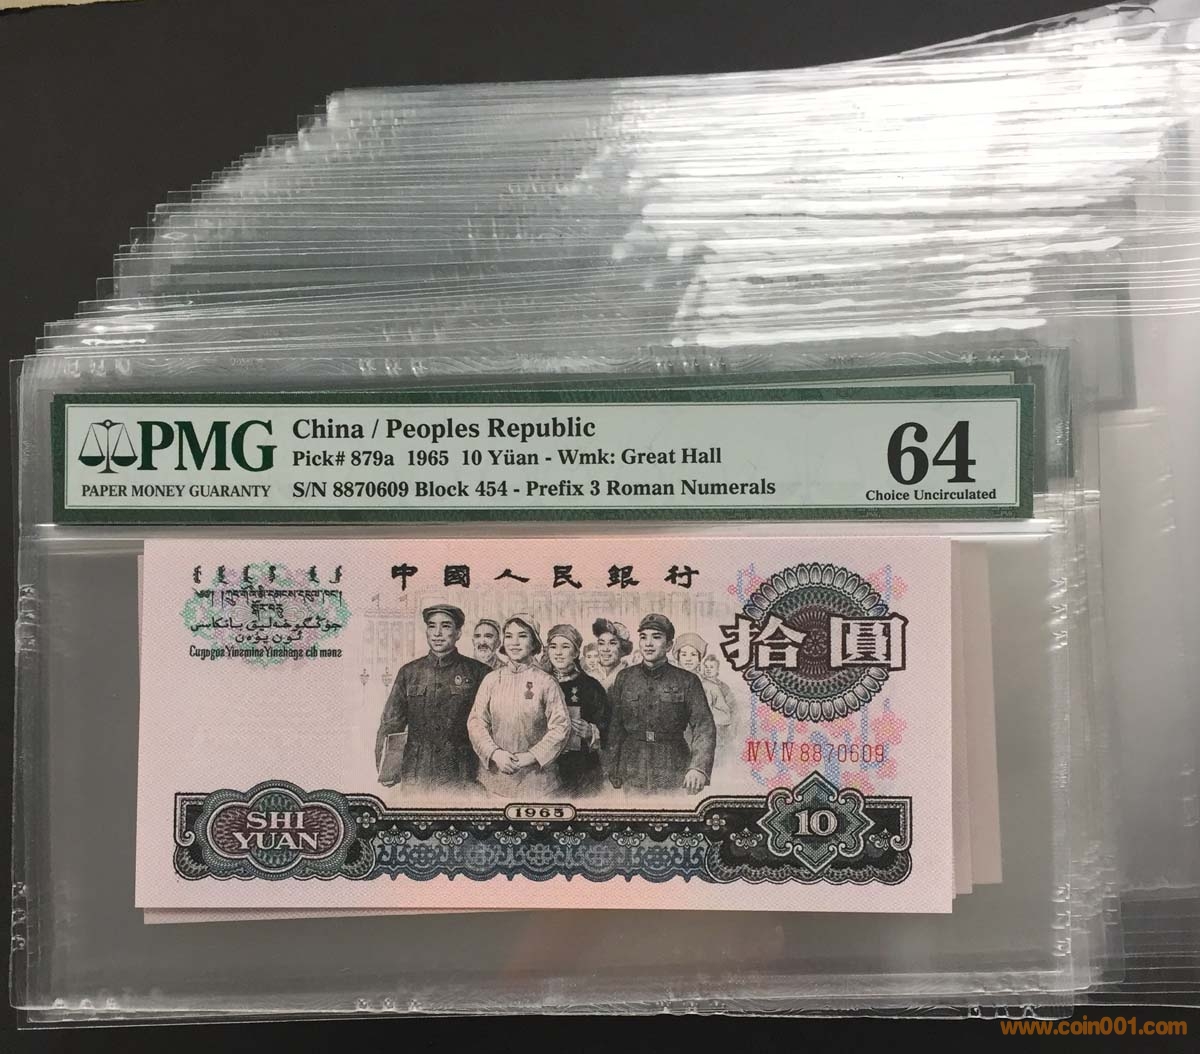 PMG
PAPER MONEY GUARANTY
China / Peoples Republic
Pick# 879a 1965 10 Yüan - Wmk: Great Hall
S/N 8870609 Block 454 - Prefix 3 Roman Numerals
64
Choice Uncirculated
中國人民銀行
拾圓
ⅣⅤⅣ 8870609
1965
SHI
YUAN
10
www.coin001.com